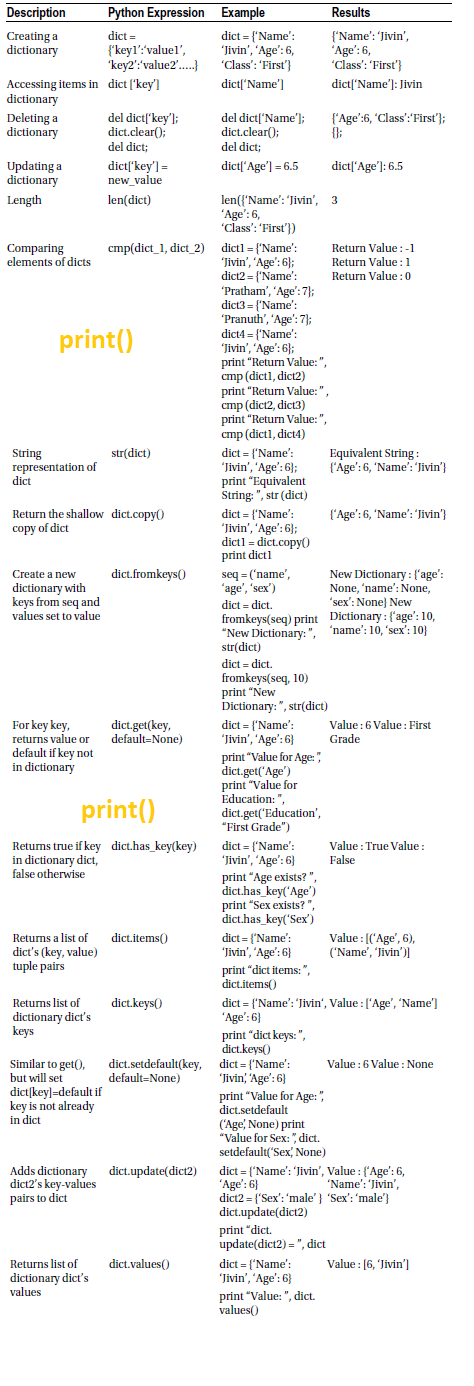 Description Python Expression Example Results
Creating a dictionary
dict = {‘key1’:‘value1’, ‘key2’:‘value2’.....}
dict = {‘Name’: ‘Jivin’, ‘Age’: 6, ‘Class’: ‘First’}
{‘Name’: ‘Jivin’, ‘Age’: 6, ‘Class’: ‘First’}
Accessing items in dictionary
dict [‘key’]
dict[‘Name’]
dict[‘Name’]: Jivin
Deleting a dictionary
del dict[‘key’]; dict.clear(); del dict;
del dict[‘Name’]; dict.clear(); del dict;
{‘Age’:6, ‘Class’:‘First’}; {};
Updating a dictionary
dict[‘key’] = new_value
dict[‘Age’] = 6.5
dict[‘Age’]: 6.5
Length
len(dict)
len({‘Name’: ‘Jivin’, ‘Age’: 6, ‘Class’: ‘First’})
3
Comparing elements of dicts
cmp(dict_1, dict_2)
dict1 = {‘Name’: ‘Jivin’, ‘Age’: 6};
dict2 = {‘Name’: ‘Pratham’, ‘Age’: 7};
dict3 = {‘Name’: ‘Pranuth’, ‘Age’: 7};
dict4 = {‘Name’: ‘Jivin’, ‘Age’: 6};
print “Return Value: ”, cmp (dict1, dict2)
print “Return Value: ” , cmp (dict2, dict3)
print “Return Value: ”, cmp (dict1, dict4)
Return Value : -1
Return Value : 1
Return Value : 0
print()
String representation of dict
str(dict)
dict = {‘Name’: ‘Jivin’, ‘Age’: 6};
print “Equivalent String: ”, str (dict)
Equivalent String : {‘Age’: 6, ‘Name’: ‘Jivin’}
Return the shallow copy of dict
dict.copy()
dict = {‘Name’: ‘Jivin’, ‘Age’: 6};
dict1 = dict.copy()
print dict1
{‘Age’: 6, ‘Name’: ‘Jivin’}
Create a new dictionary with keys from seq and values set to value
dict.fromkeys()
seq = (‘name’, ‘age’, ‘sex’)
dict = dict. fromkeys(seq) print “New Dictionary: ”, str(dict)
dict = dict. fromkeys(seq, 10)
print “New Dictionary: ”, str(dict)
New Dictionary : {‘age’: None, ‘name’: None, ‘sex’: None} New Dictionary : {‘age’: 10, ‘name’: 10, ‘sex’: 10}
For key key, returns value or default if key not in dictionary
dict.get(key, default=None)
dict = {‘Name’: ‘Jivin’, ‘Age’: 6}
print “Value for Age: ”, dict.get(‘Age’)
print “Value for Education: ”, dict.get(‘Education’, “First Grade”)
Value : 6 Value : First Grade
print()
Returns true if key in dictionary dict, false otherwise
dict.has_key(key)
dict = {‘Name’: ‘Jivin’, ‘Age’: 6}
print “Age exists? ”, dict.has_key(‘Age’)
print “Sex exists? ”, dict.has_key(‘Sex’)
Value : True Value : False
Returns a list of dict’s (key, value) tuple pairs
dict.items()
dict = {‘Name’: ‘Jivin’, ‘Age’: 6}
print “dict items: ”, dict.items()
Value : [(‘Age’, 6), (‘Name’, ‘Jivin’)]
Returns list of dictionary dict’s keys
dict.keys()
dict = {‘Name’: ‘Jivin‘, ‘Age’: 6}
print “dict keys: ”, dict.keys()
Value : [‘Age’, ‘Name’]
Similar to get(), but will set dict[key]=default if key is not already in dict
dict.setdefault(key, default=None)
dict = {‘Name’: ‘Jivin’, ‘Age’: 6}
print “Value for Age: ”, dict.setdefault (‘Age’, None) print “Value for Sex: ”, dict. setdefault(‘Sex’, None)
Value : 6 Value : None
Adds dictionary dict2’s key-values pairs to dict
dict.update(dict2)
dict = {‘Name’: ‘Jivin’, ‘Age’: 6}
dict2 = {‘Sex’: ‘male’ }
dict.update(dict2)
print “dict. update(dict2) = ”, dict
Value : {‘Age’: 6, ‘Name’: ‘Jivin’, ‘Sex’: ‘male’}
Returns list of dictionary dict’s values
dict.values()
dict = {‘Name’: ‘Jivin’, ‘Age’: 6}
print “Value: ”, dict. values()
Value : [6, ‘Jivin’]